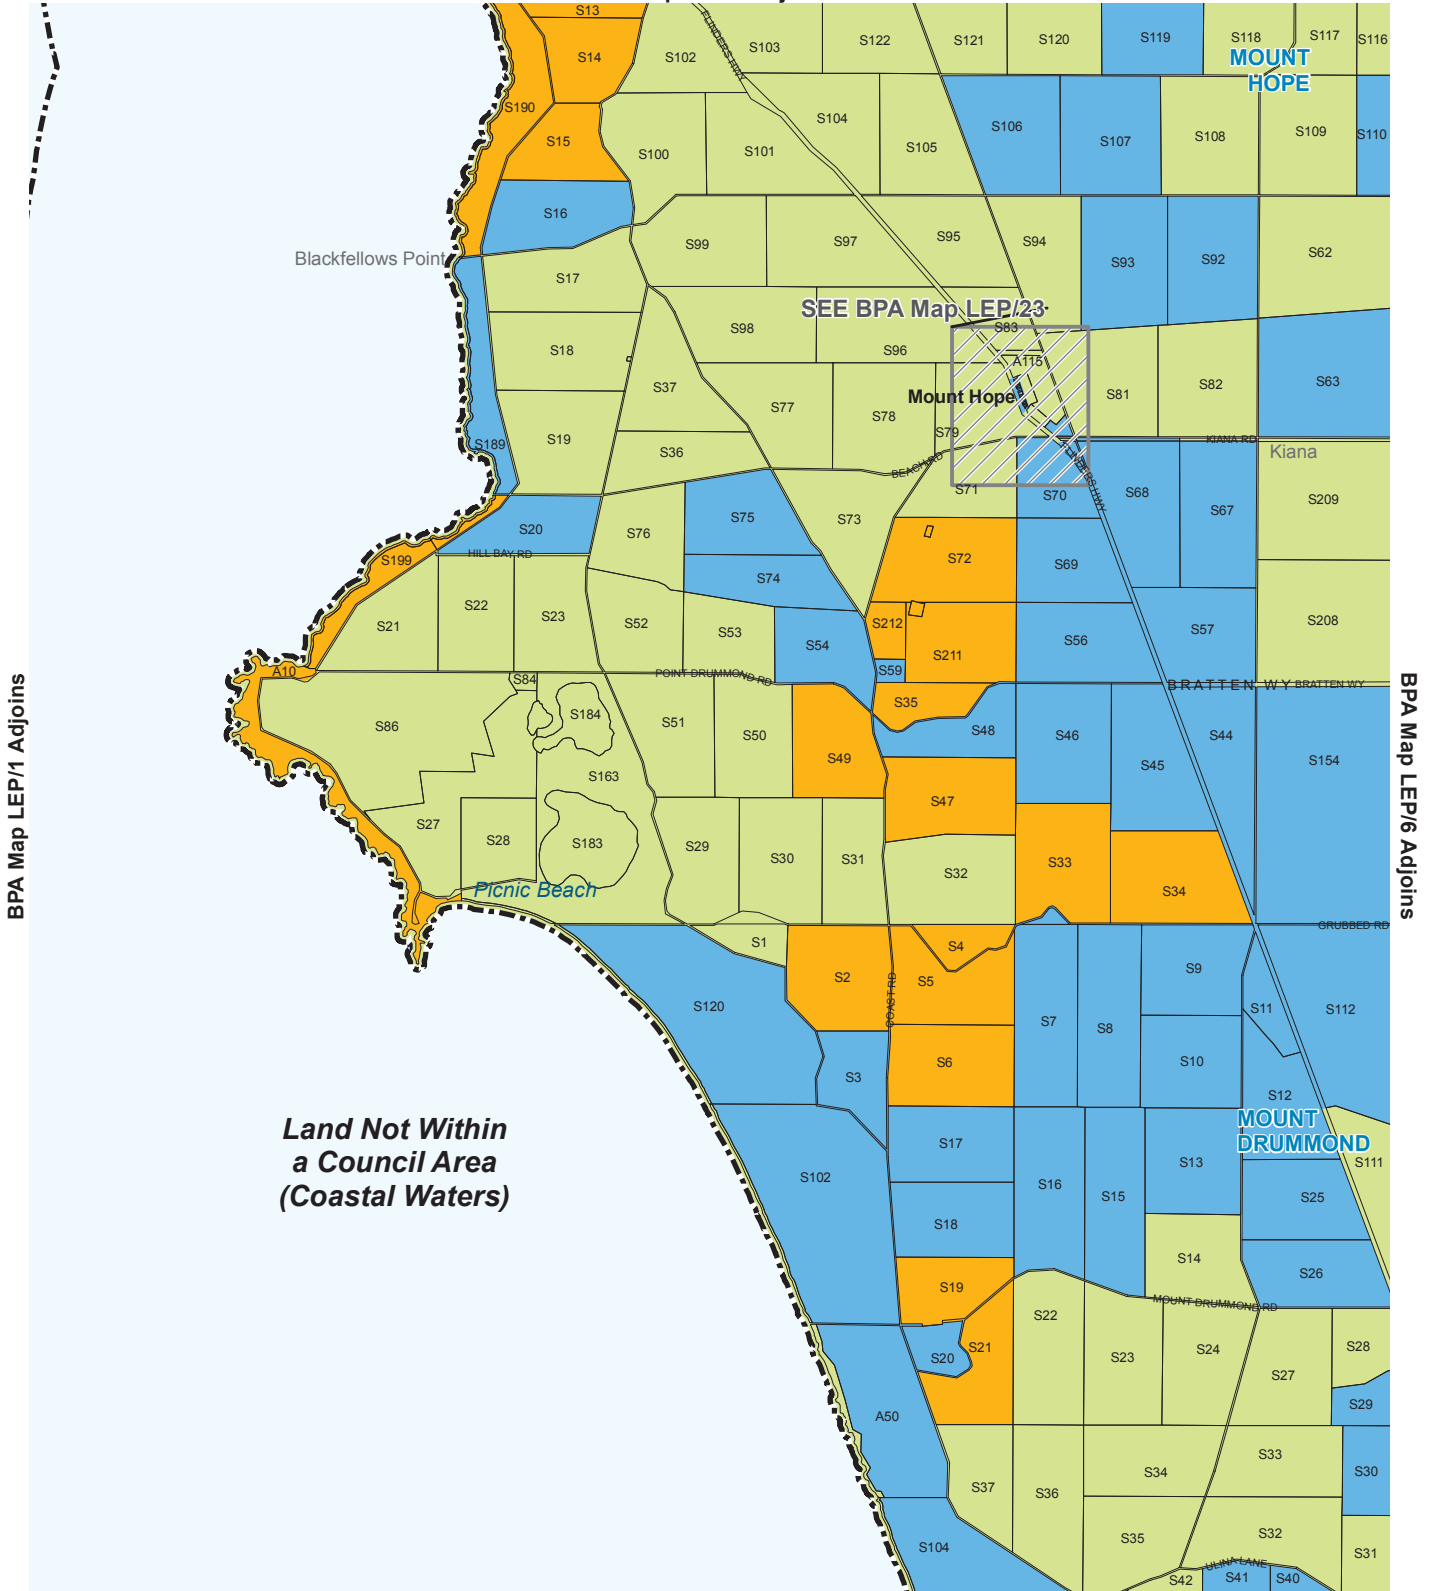 S13
S14
S102
FLINDERS HWY
S103
S122
S121
S120
S119
S118
S117
S116
MOUNT
HOPE
S190
S15
S100
S101
S104
S105
S106
S107
S108
S109
S110
S16
Blackfellows Point
S17
S99
S97
S95
S94
S93
S92
S62
SEE BPA Map LEP/23
S98
S96
S83
A115
S18
S37
S77
S78
Mount Hope
S79
S81
S82
S63
S189
S19
S36
BEACH RD
S71
S70
FLINDERS HWY
KIANA RD
Kiana
S68
S67
S209
S20
HILL BAY RD
S76
S75
S73
S72
S69
S199
S74
S21
S22
S23
S52
S53
S54
S212
S211
S59
S56
S57
S208
A10
POINT DRUMMOND RD
BRATTEN WY
BRATTEN WY
S84
S86
S184
S51
S50
S49
S35
S48
S46
S45
S44
S154
S163
S47
BPA Map LEP/1 Adjoins
BPA Map LEP/6 Adjoins
S27
S28
S183
S29
S30
S31
S32
S33
S34
Picnic Beach
GRUBBED RD
S1
S2
S4
S5
COAST RD
S120
S7
S8
S9
S11
S112
S3
S6
S10
S12
MOUNT
DRUMMOND
Land Not Within
a Council Area
(Coastal Waters)
S102
S17
S16
S15
S13
S111
S25
S18
S14
S26
S19
MOUNT DRUMMOND RD
S22
S20
S21
S23
S24
S27
S28
S29
A50
S37
S36
S34
S33
S30
S104
S35
S32
S31
ULINA LANE
S42
S41
S40